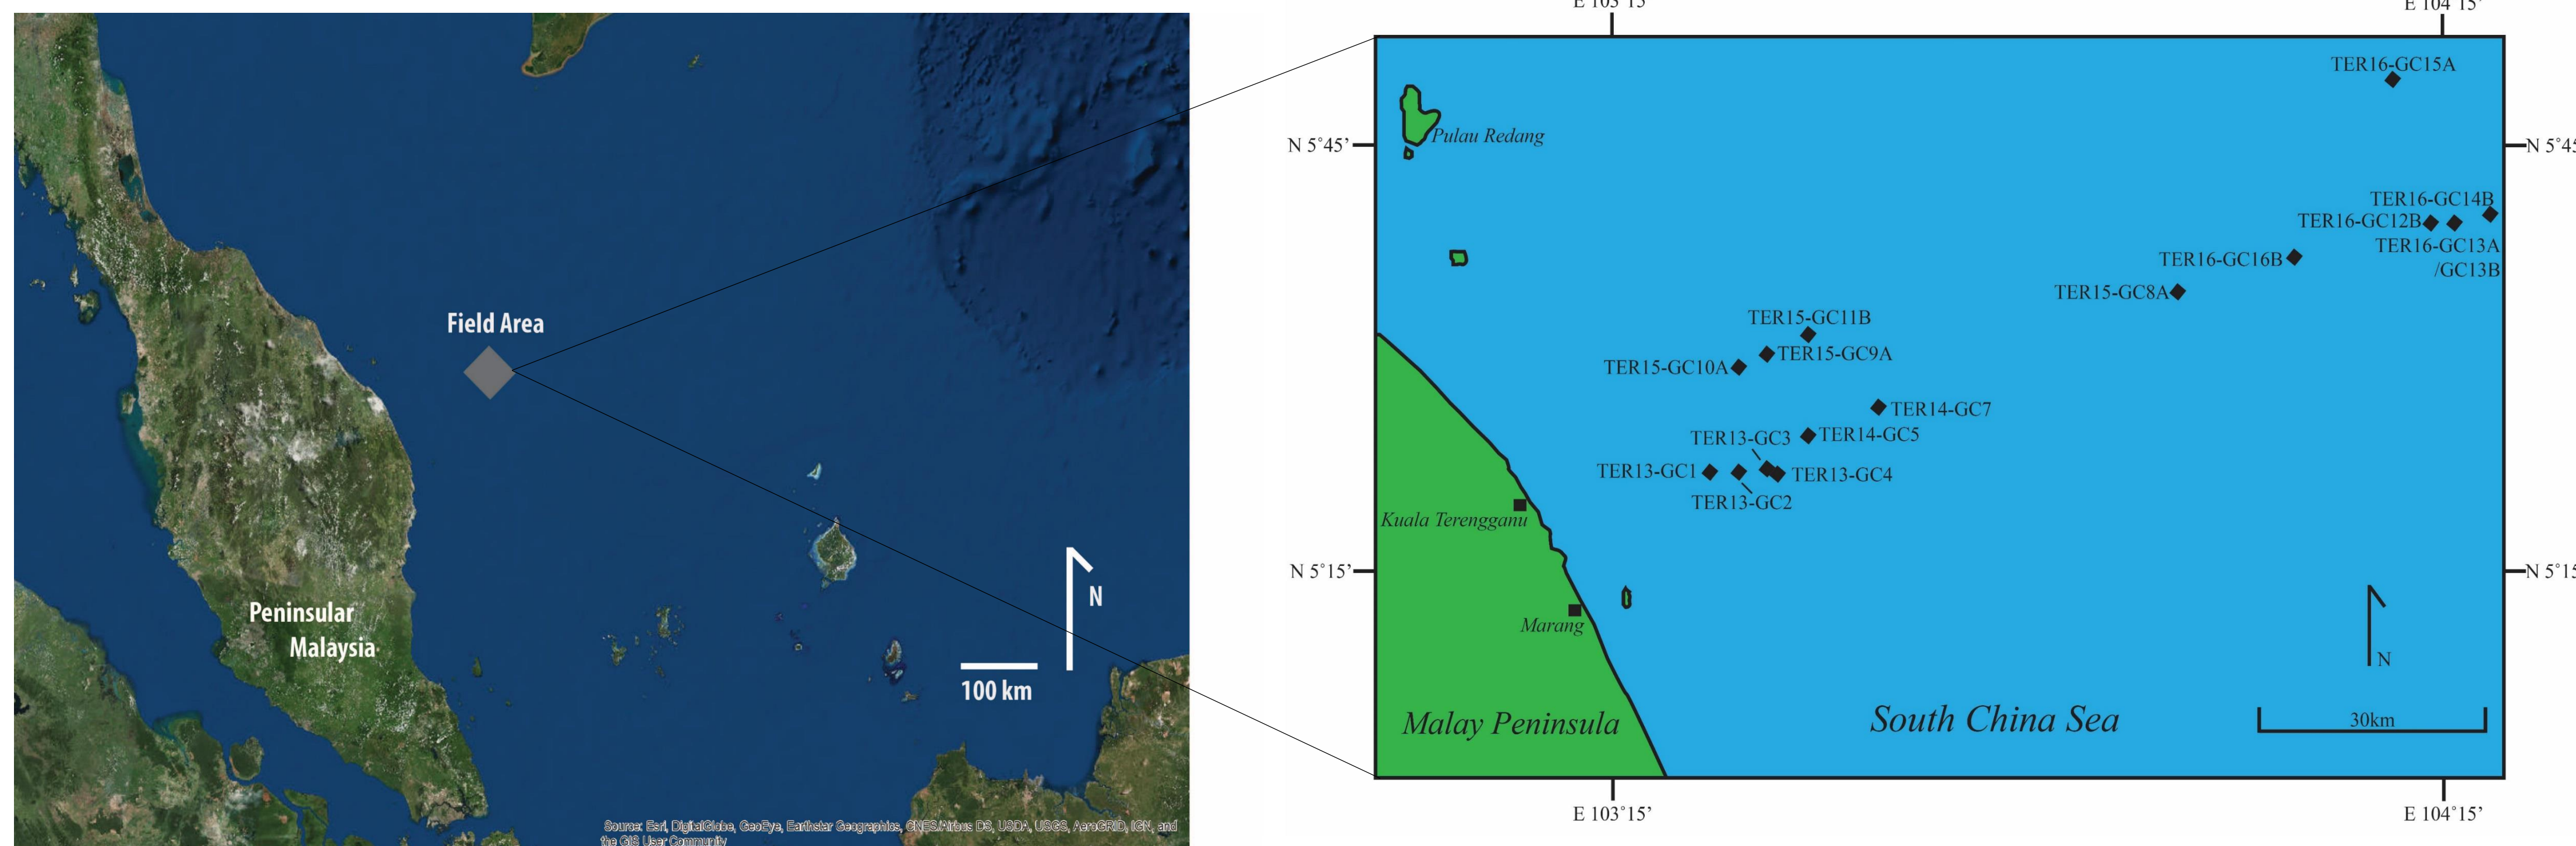 Field Area
Peninsular
Malaysia
N
100 km
Source: Esri, DigitalGlobe, GeoEye, Earthstar Geographics, CNES/Airbus DS, USDA, USGS, AeroGRID, IGN, and
the GIS User Community
E 103˚15'
E 104˚15'
TER16-GC15A
Pulau Redang
N 5˚45’
N 5˚45
TER16-GC14B
TER16-GC12B
TER16-GC13A
/GC13B
TER16-GC16B
TER15-GC8A
TER15-GC11B
TER15-GC9A
TER15-GC10A
TER14-GC7
TER14-GC5
TER13-GC3
TER13-GC1
TER13-GC4
TER13-GC2
Kuala Terengganu
N 5˚15’
N 5˚15
Marang
N
Malay Peninsula
South China Sea
30km
E 103˚15’
E 104˚15’